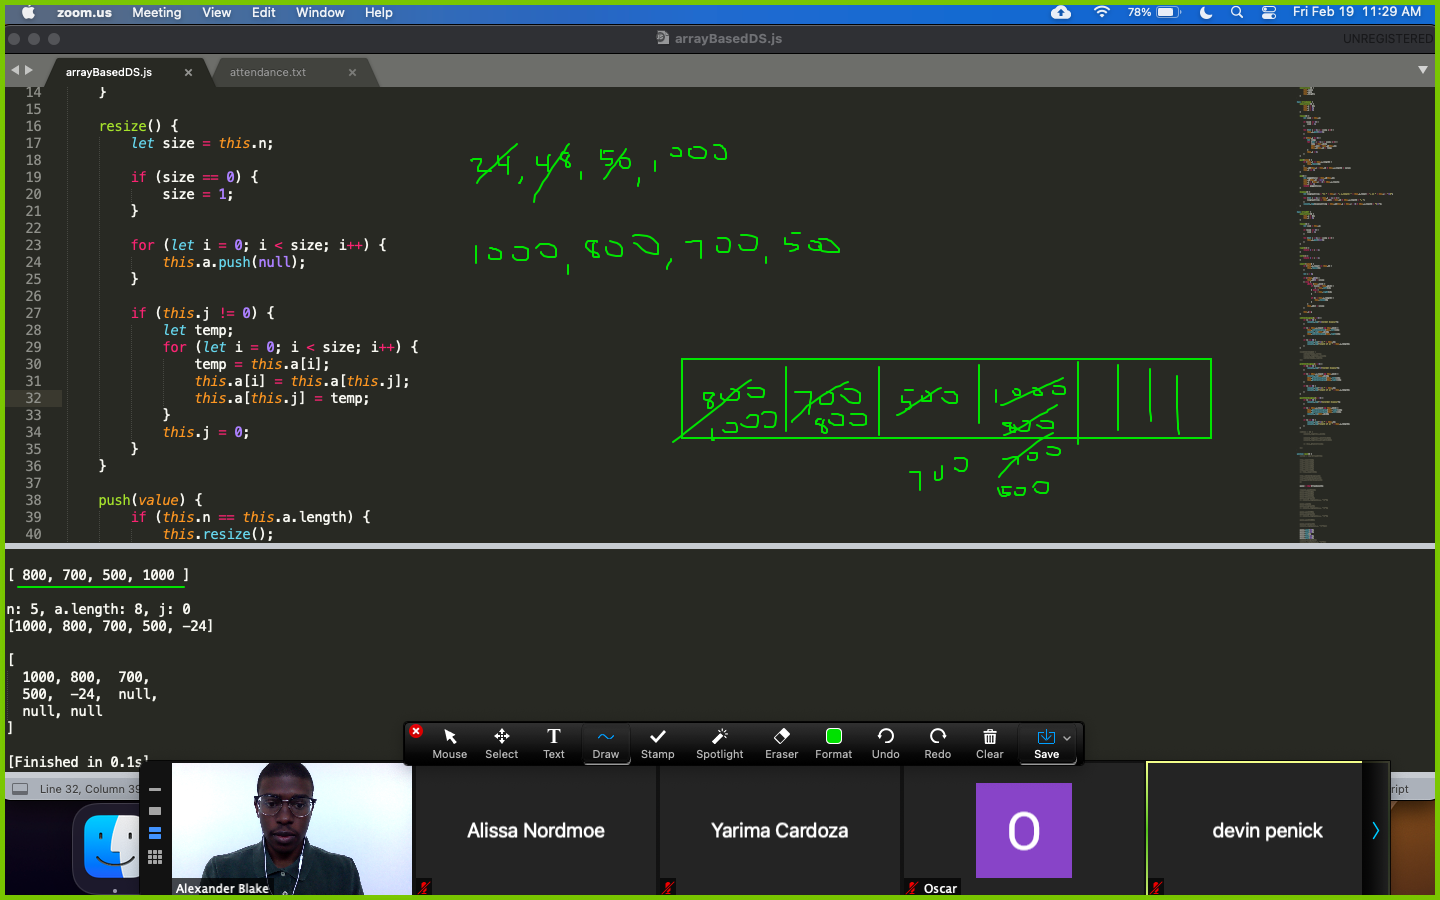 zoom.us Meeting View Edit Window Help 78% Fri Feb 19 11:29 AM
arrayBasedDS.js UNREGISTERED
arrayBasedDS.js × attendance.txt ×
14 }
15
16 resize() {
17 let size = this.n;
18
19 if (size == 0) {
20 size = 1;
21 }
22
23 for (let i = 0; i < size; i++) {
24 this.a.push(null);
25 }
26
27 if (this.j != 0) {
28 let temp;
29 for (let i = 0; i < size; i++) {
30 temp = this.a[i];
31 this.a[i] = this.a[this.j];
32 this.a[this.j] = temp;
33 }
34 this.j = 0;
35 }
36 }
37
38 push(value) {
39 if (this.n == this.a.length) {
40 this.resize();
24, 48, 50, 1000
1000, 800, 700, 500
800 700 500 1000
1000 800 800
700 700
500
[ 800, 700, 500, 1000 ]
n: 5, a.length: 8, j: 0
[1000, 800, 700, 500, -24]
[
1000, 800, 700,
500, -24, null,
null, null
]
[Finished in 0.1s]
Mouse Select Text Draw Stamp Spotlight Eraser Format Undo Redo Clear Save
Line 32, Column 39
Alissa Nordmoe Yarima Cardoza O devin penick
Alexander Blake Oscar